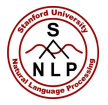 Stanford University
S
NLP
Natural Language Processing